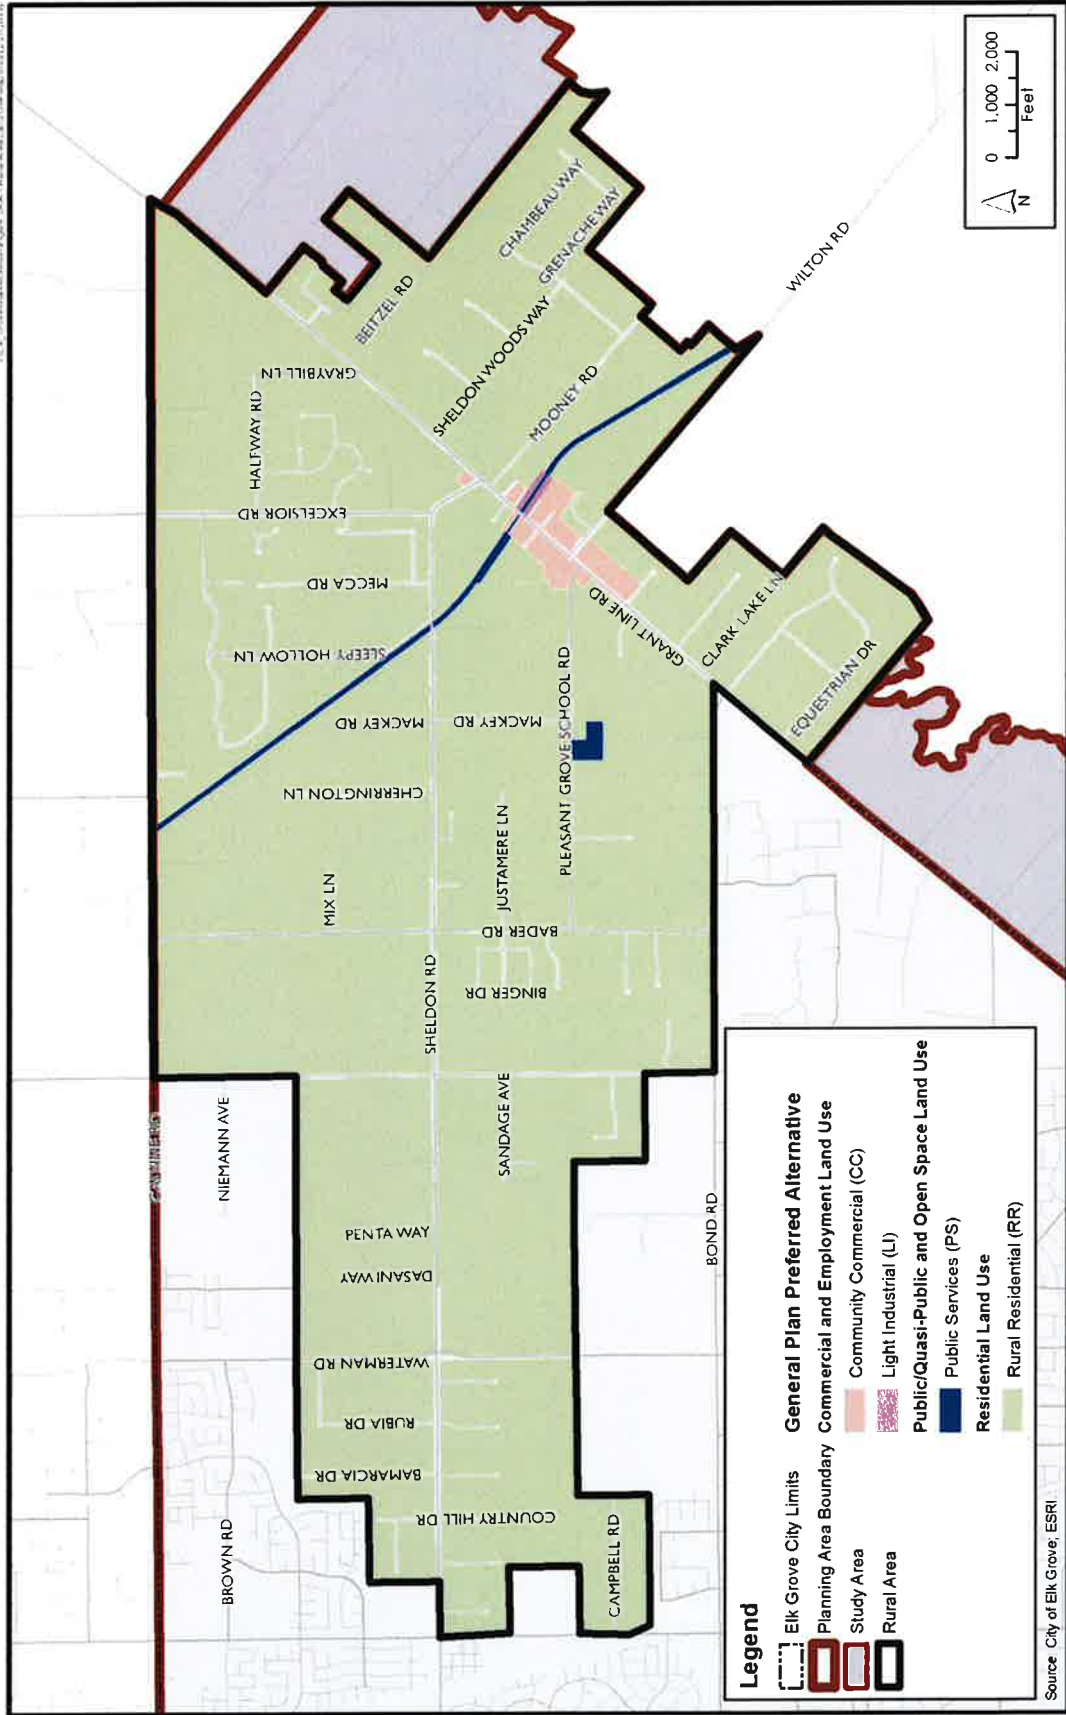 CALVINE RD
NIEMANN AVE
BROWN RD
PENTA WAY
DASANI WAY
WATERMAN RD
RUBIA DR
BAMARCIA DR
COUNTRY HILL DR
CAMPBELL RD
SHELDON RD
SANDAGE AVE
BOND RD
MIX LN
BADER RD
BINGER DR
JUSTAMERE LN
CHERRINGTON LN
MACKEY RD
MACKEY RD
PLEASANT GROVE SCHOOL RD
SLEEPY HOLLOW LN
MECCA RD
EXCELSIOR RD
HALFWAY RD
GRAYBILL LN
BEITZEL RD
SHELDON WOODS WAY
MOONEY RD
CHAMBEAU WAY
GRENACHE WAY
GRANT LINE RD
CLARK LAKE LN
EQUESTRIAN DR
WILTON RD
N
0 1,000 2,000
Feet
Legend
Elk Grove City Limits
Planning Area Boundary
Study Area
Rural Area
General Plan Preferred Alternative
Commercial and Employment Land Use
Community Commercial (CC)
Light Industrial (LI)
Public/Quasi-Public and Open Space Land Use
Public Services (PS)
Residential Land Use
Rural Residential (RR)
Source: City of Elk Grove; ESRI.